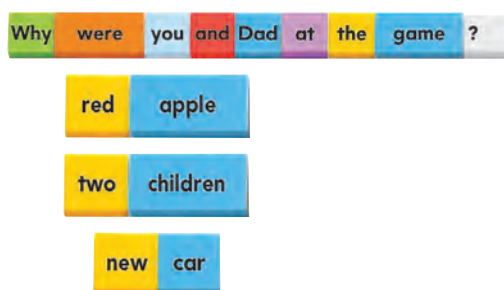 Why were you and Dad at the game ?
red apple
two children
new car